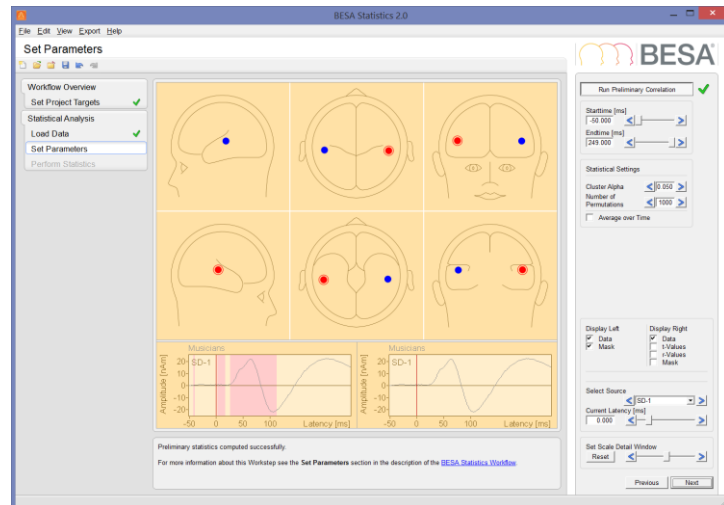 BESA Statistics 2.0
File Edit View Export Help
Set Parameters
BESA
Workflow Overview
Set Project Targets
Statistical Analysis
Load Data
Set Parameters
Perform Statistics
Musicians
SD-1
Amplitude [nAm]
20
10
0
-10
-20
-50 0 50 100
Latency [ms]
Musicians
SD-1
Amplitude [nAm]
20
10
0
-10
-20
-50 0 50 100
Latency [ms]
Preliminary statistics computed successfully.
For more information about this Workstep see the Set Parameters section in the description of the BESA Statistics Workflow.
Run Preliminary Correlation
Starttime [ms]
-50.000
Endtime [ms]
249.000
Statistical Settings
Cluster Alpha 0.050
Number of
Permutations 1000
Average over Time
Display Left
Data
Mask
Display Right
Data
t-Values
r-Values
Mask
Select Source
SD-1
Current Latency [ms]
0.000
Set Scale Detail Window
Reset
Previous Next